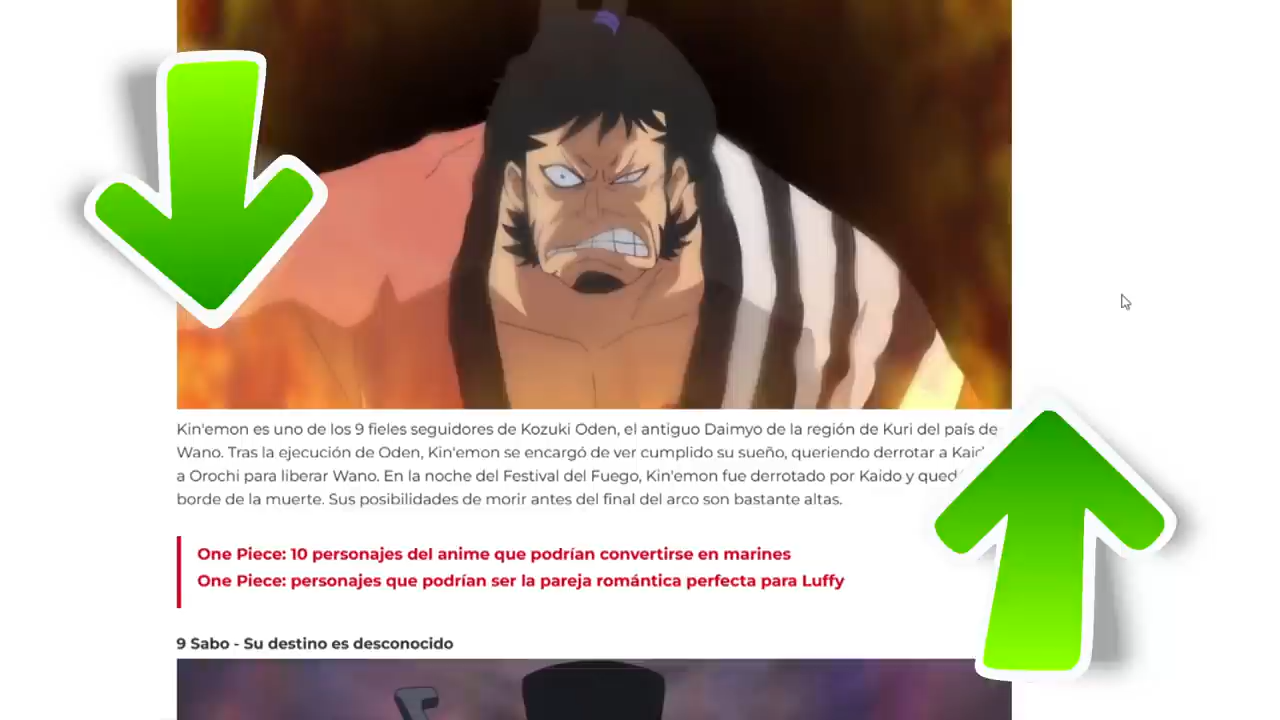 Kin'emon es uno de los 9 fieles seguidores de Kozuki Oden, el antiguo Daimyo de la región de Kuri del país de
Wano. Tras la ejecución de Oden, Kin'emon se encargó de ver cumplido su sueño, queriendo derrotar a
a Orochi para liberar Wano. En la noche del Festival del Fuego, Kin'emon fue derrotado por Kaido y
borde de la muerte. Sus posibilidades de morir antes del final del arco son bastante altas.
One Piece: 10 personajes del anime que podrían convertirse en marines
One Piece: personajes que podrían ser la pareja romántica perfecta para Luffy
9 Sabo - Su destino es desconocido